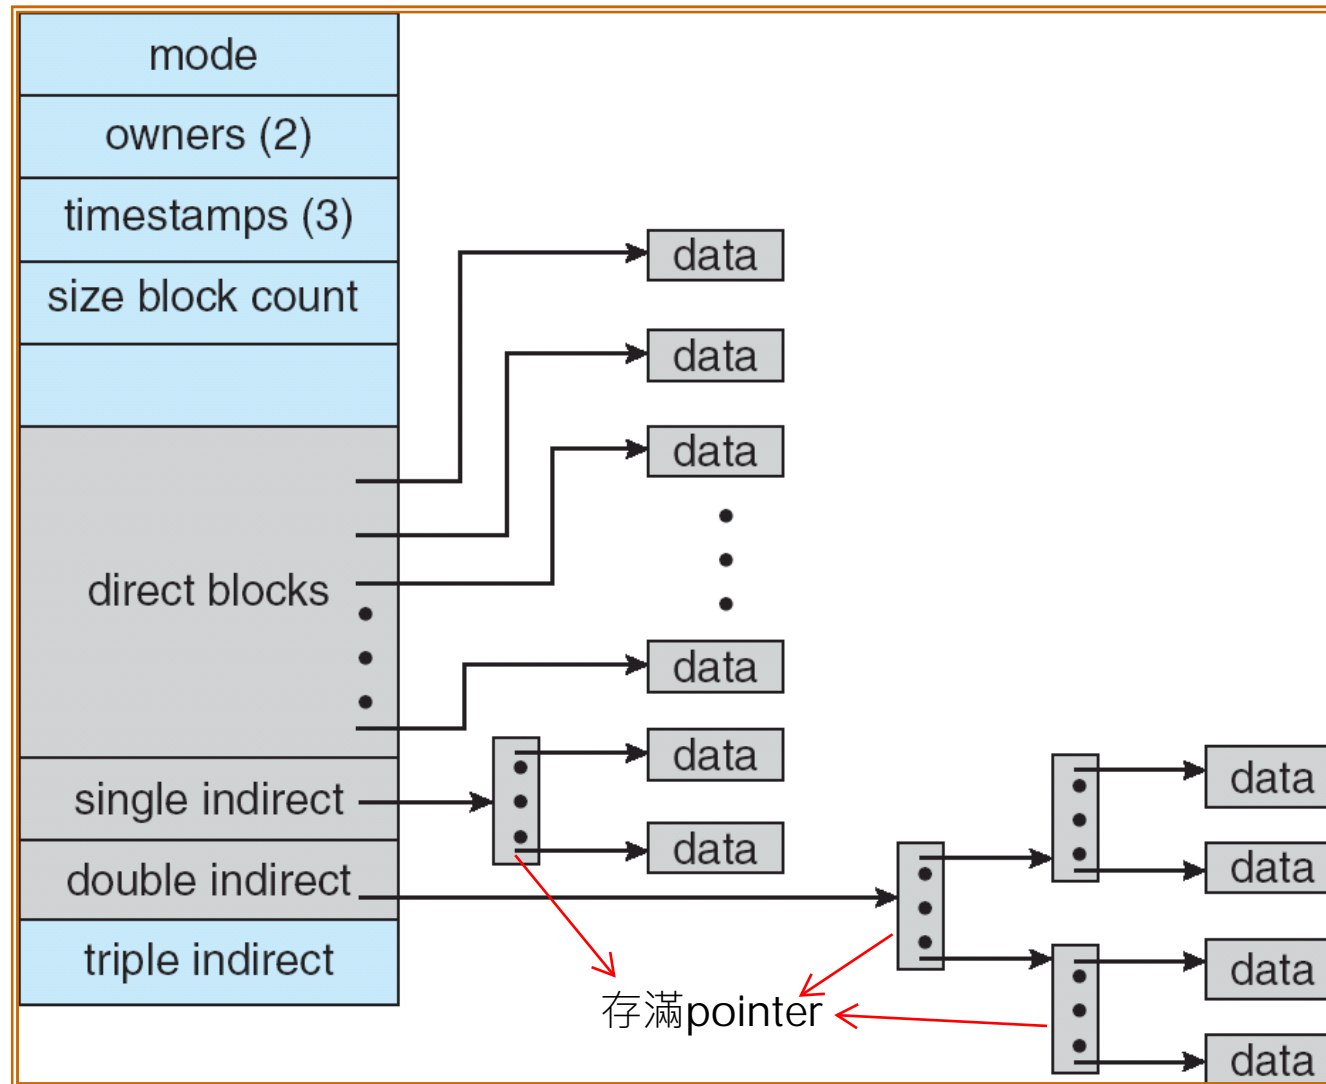 mode
owners (2)
timestamps (3)
size block count
direct blocks
single indirect
double indirect
triple indirect
data
data
data
data
data
data
data
data
data
data
存滿pointer